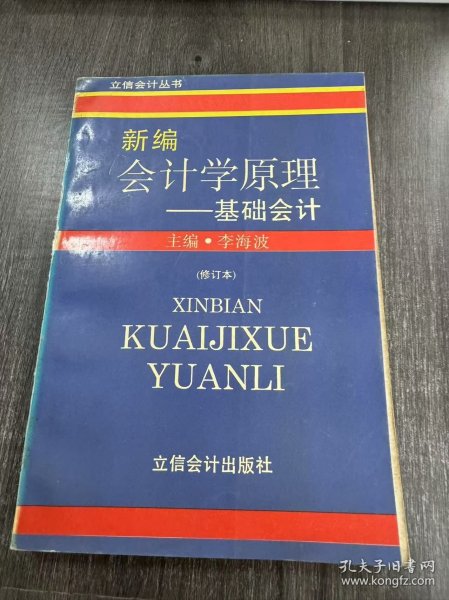 立信会计丛书
新编
会计学原理
——基础会计
主编·李海波
(修订本)
XINBIAN
KUAIJIXUE
YUANLI
立信会计出版社
孔夫子旧书网
www.kongfz.com